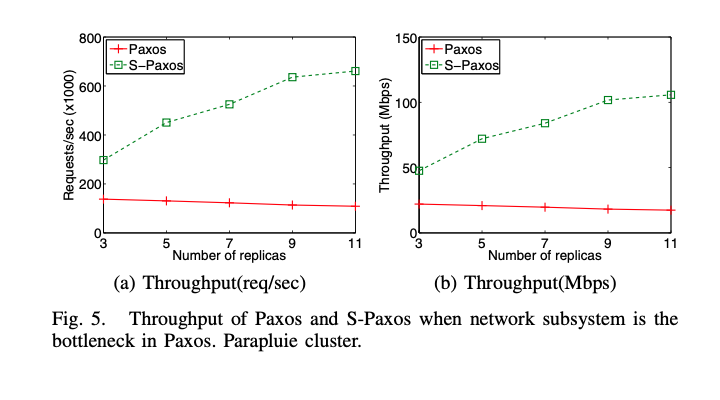 800
600
400
200
0
3
5
7
9
11
Requests/sec (x1000)
Number of replicas
Paxos
S−Paxos
(a) Throughput(req/sec)
150
100
50
0
3
5
7
9
11
Throughput (Mbps)
Number of replicas
Paxos
S−Paxos
(b) Throughput(Mbps)
Fig. 5. Throughput of Paxos and S-Paxos when network subsystem is the
bottleneck in Paxos. Parapluie cluster.